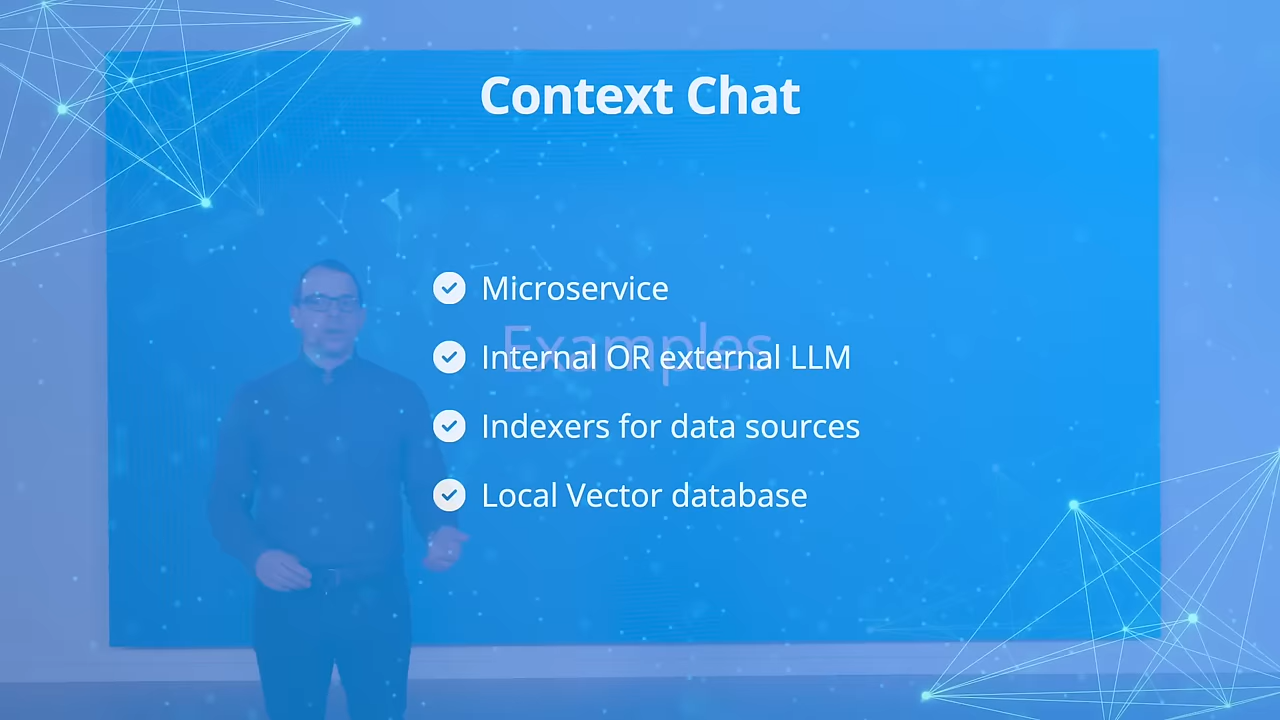 Context Chat
Microservice
Examples
Internal OR external LLM
Indexers for data sources
Local Vector database